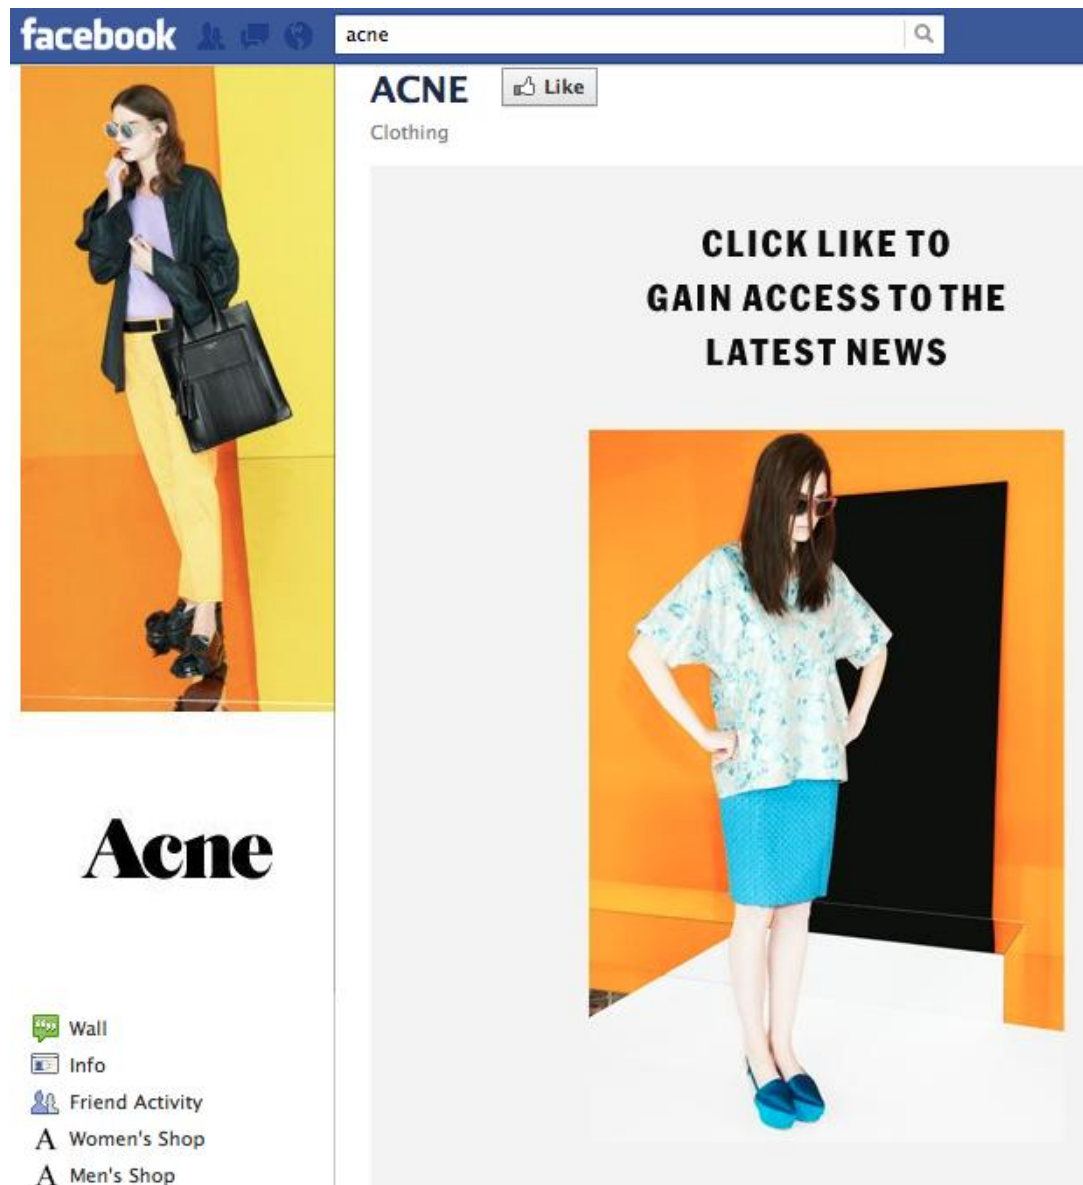 facebook
acne
ACNE
Like
Clothing
CLICK LIKE TO
GAIN ACCESS TO THE
LATEST NEWS
Acne
Wall
Info
Friend Activity
A Women's Shop
A Men's Shop